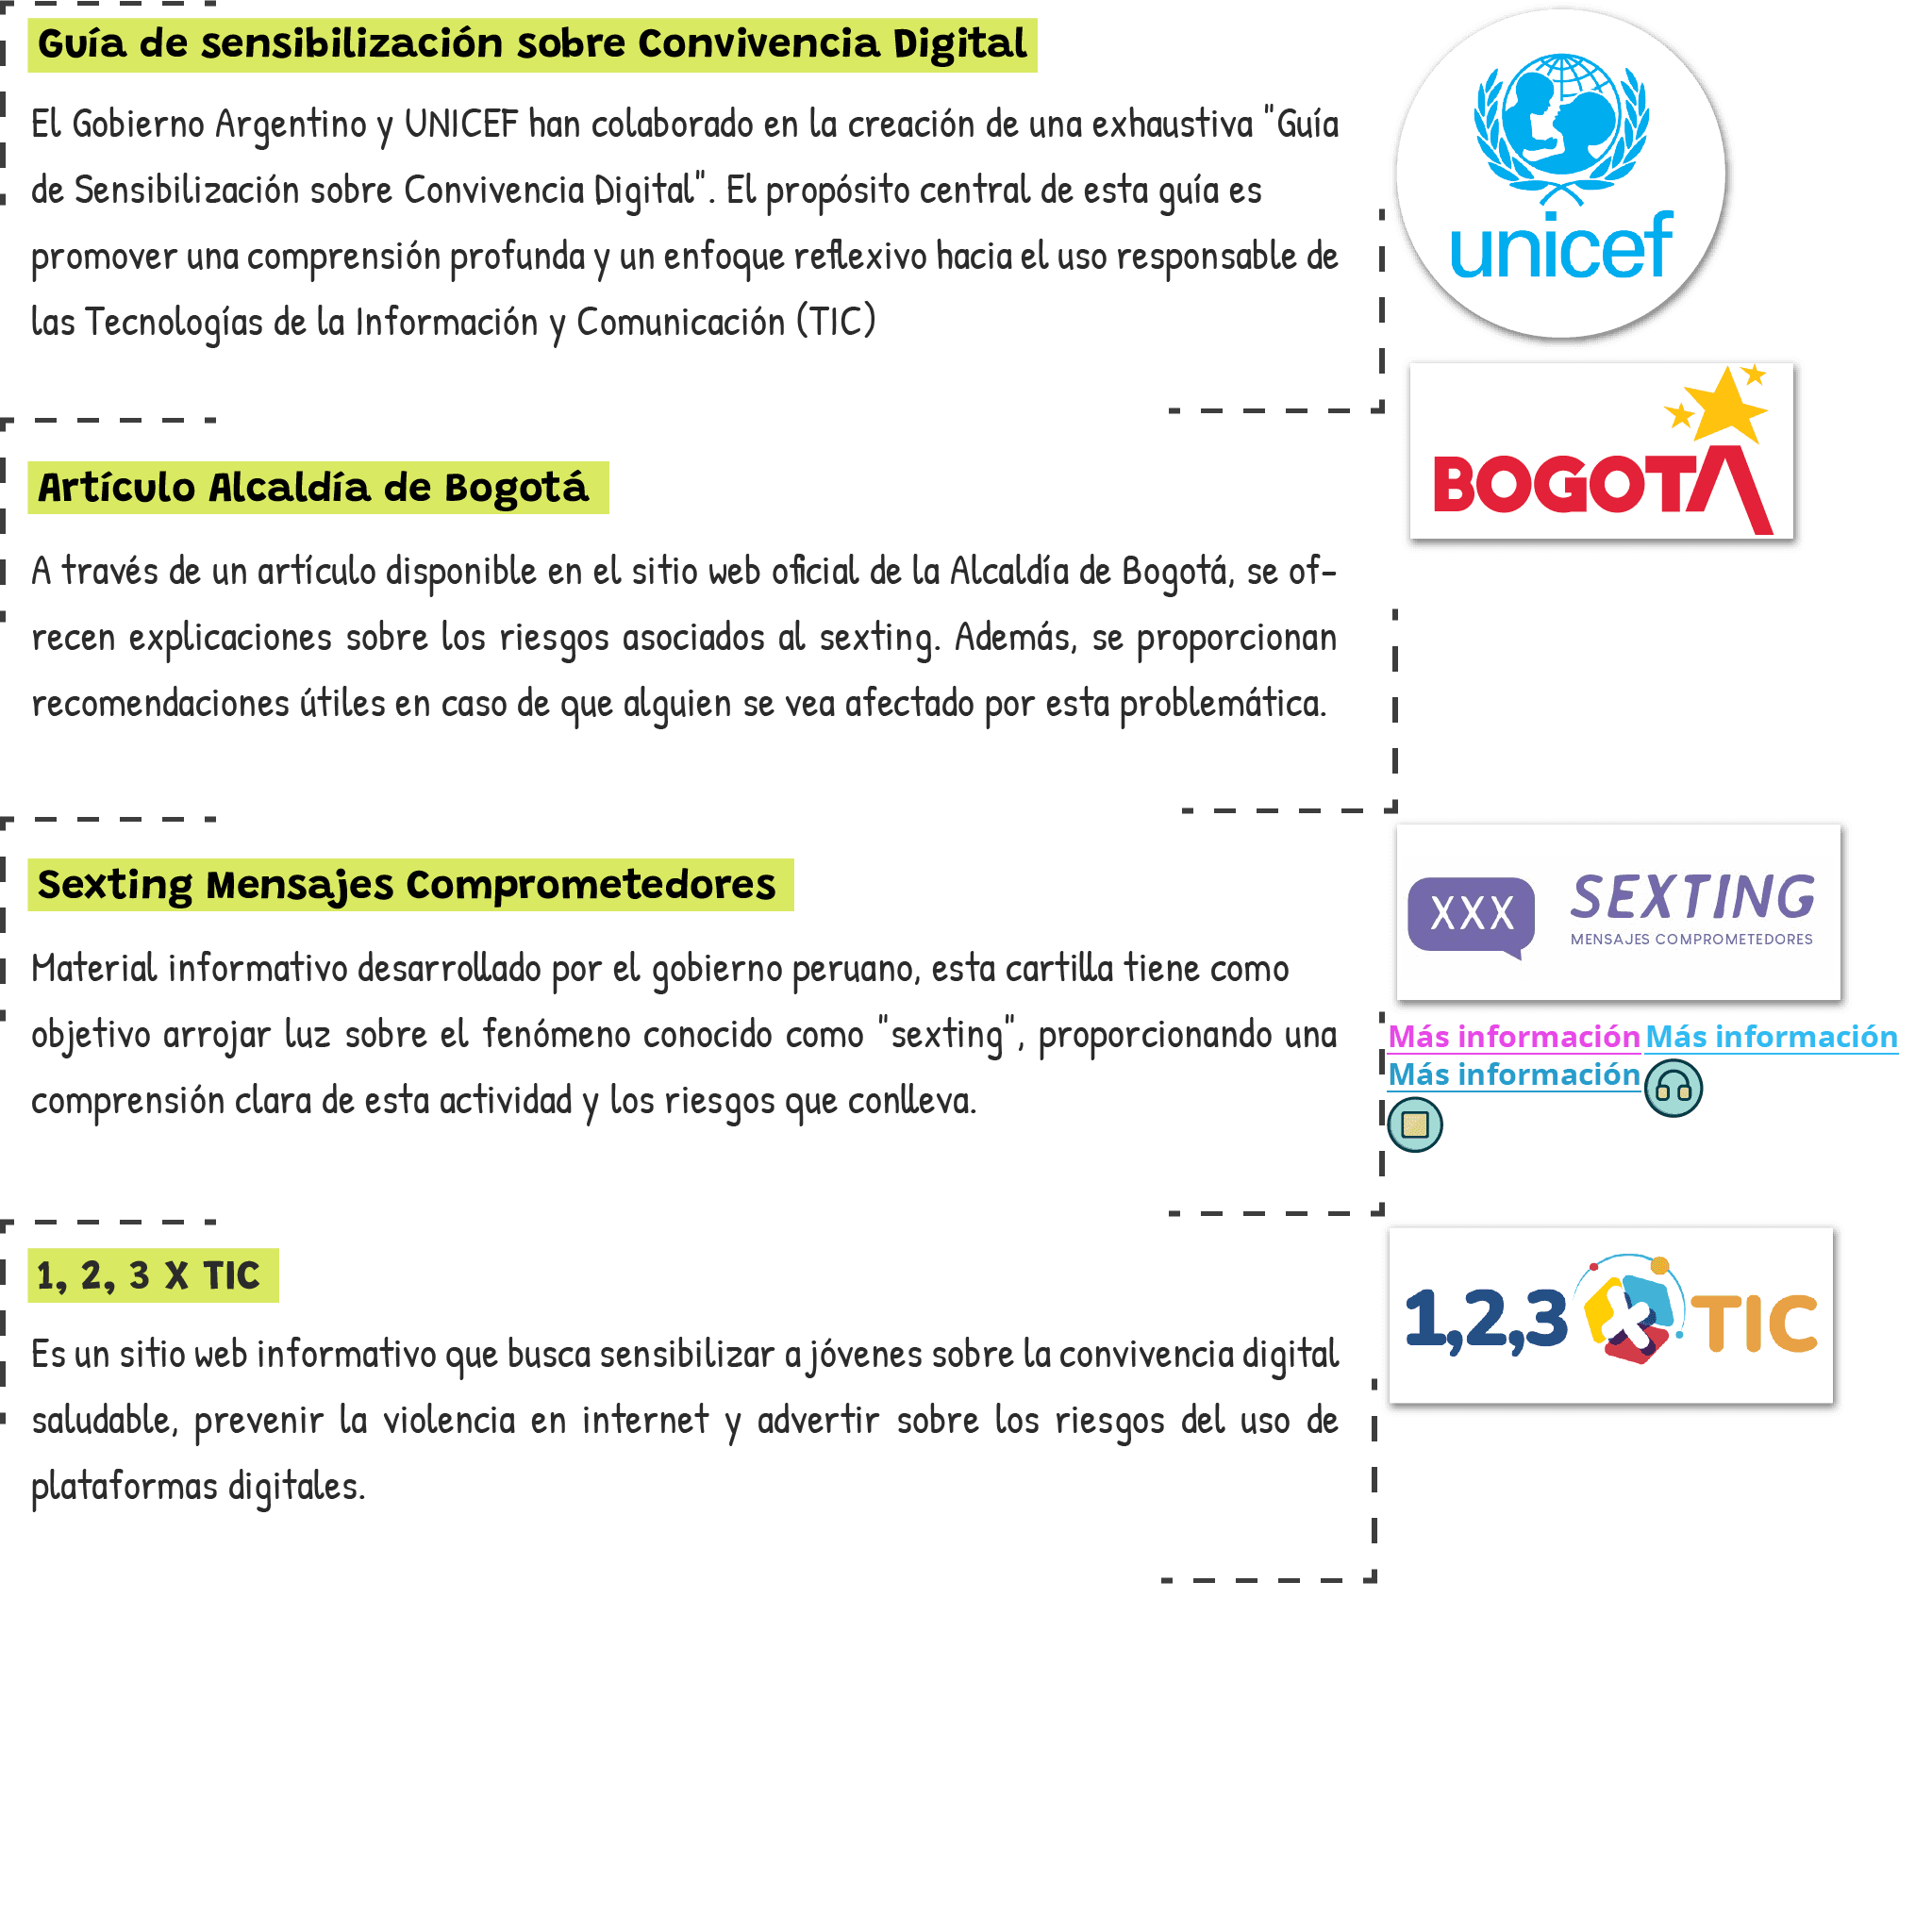 Guía de sensibilización sobre Convivencia Digital
El Gobierno Argentino y UNICEF han colaborado en la creación de una exhaustiva "Guía
de Sensibilización sobre Convivencia Digital". El propósito central de esta guía es
promover una comprensión profunda y un enfoque reflexivo hacia el uso responsable de
las Tecnologías de la Información y Comunicación (TIC)
unicef
BOGOTÁ
Artículo Alcaldía de Bogotá
A través de un artículo disponible en el sitio web oficial de la Alcaldía de Bogotá, se of-
recen explicaciones sobre los riesgos asociados al sexting. Además, se proporcionan
recomendaciones útiles en caso de que alguien se vea afectado por esta problemática.
Sexting Mensajes Comprometedores
Material informativo desarrollado por el gobierno peruano, esta cartilla tiene como
objetivo arrojar luz sobre el fenómeno conocido como "sexting", proporcionando una
comprensión clara de esta actividad y los riesgos que conlleva.
XXX
SEXTING
MENSAJES COMPROMETEDORES
Más información Más información
Más información
1, 2, 3 X TIC
Es un sitio web informativo que busca sensibilizar a jóvenes sobre la convivencia digital
saludable, prevenir la violencia en internet y advertir sobre los riesgos del uso de
plataformas digitales.
1,2,3 x TIC